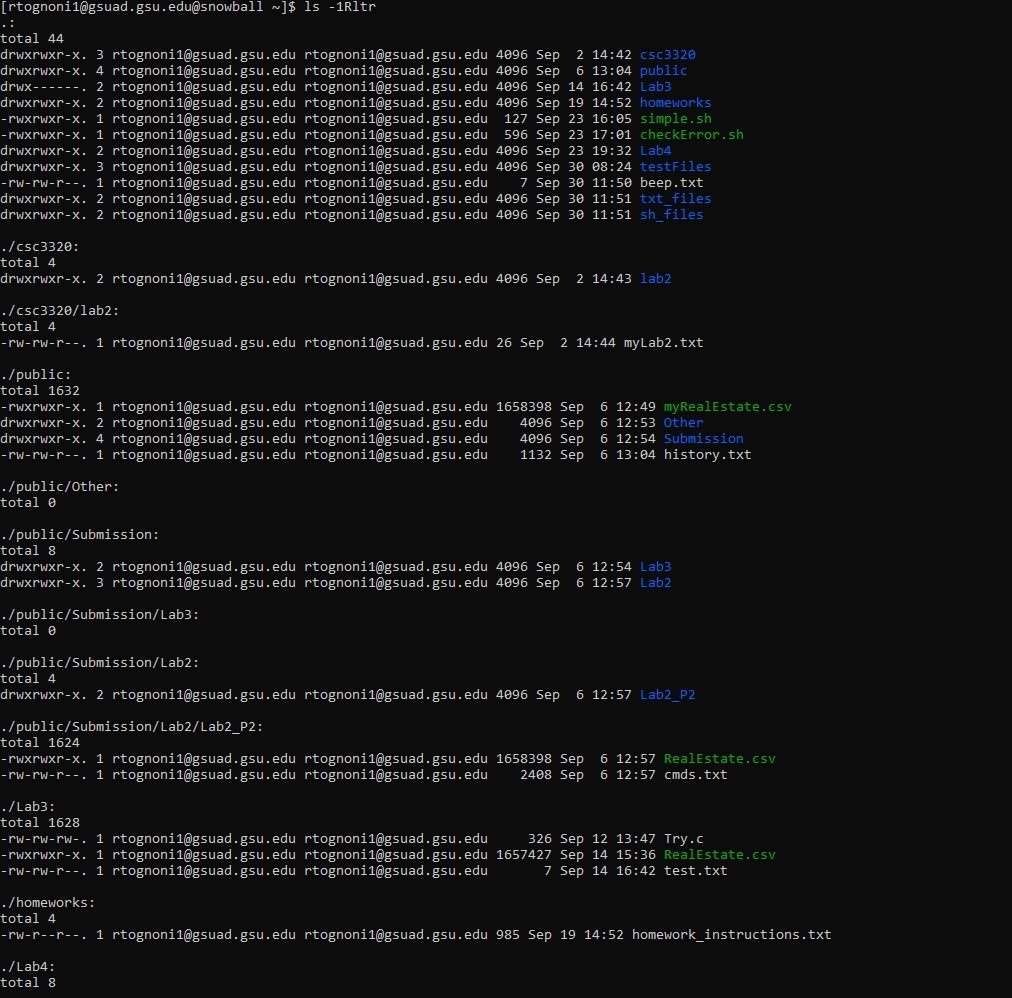 [rtognoni1@gsuad.gsu.edu@snowball ~]$ ls -1Rltr
.:
total 44
drwxrwxr-x. 3 rtognoni1@gsuad.gsu.edu rtognoni1@gsuad.gsu.edu 4096 Sep  2 14:42 csc3320
drwxrwxr-x. 4 rtognoni1@gsuad.gsu.edu rtognoni1@gsuad.gsu.edu 4096 Sep  6 13:04 public
drwx------. 2 rtognoni1@gsuad.gsu.edu rtognoni1@gsuad.gsu.edu 4096 Sep 14 16:42 Lab3
drwxrwxr-x. 2 rtognoni1@gsuad.gsu.edu rtognoni1@gsuad.gsu.edu 4096 Sep 19 14:52 homeworks
-rwxrwxr-x. 1 rtognoni1@gsuad.gsu.edu rtognoni1@gsuad.gsu.edu  127 Sep 23 16:05 simple.sh
-rwxrwxr-x. 1 rtognoni1@gsuad.gsu.edu rtognoni1@gsuad.gsu.edu  596 Sep 23 17:01 checkError.sh
drwxrwxr-x. 2 rtognoni1@gsuad.gsu.edu rtognoni1@gsuad.gsu.edu 4096 Sep 23 19:32 Lab4
drwxrwxr-x. 3 rtognoni1@gsuad.gsu.edu rtognoni1@gsuad.gsu.edu 4096 Sep 30 08:24 testFiles
-rw-rw-r--. 1 rtognoni1@gsuad.gsu.edu rtognoni1@gsuad.gsu.edu    7 Sep 30 11:50 beep.txt
drwxrwxr-x. 2 rtognoni1@gsuad.gsu.edu rtognoni1@gsuad.gsu.edu 4096 Sep 30 11:51 txt_files
drwxrwxr-x. 2 rtognoni1@gsuad.gsu.edu rtognoni1@gsuad.gsu.edu 4096 Sep 30 11:51 sh_files

./csc3320:
total 4
drwxrwxr-x. 2 rtognoni1@gsuad.gsu.edu rtognoni1@gsuad.gsu.edu 4096 Sep  2 14:43 lab2

./csc3320/lab2:
total 4
-rw-rw-r--. 1 rtognoni1@gsuad.gsu.edu rtognoni1@gsuad.gsu.edu 26 Sep  2 14:44 myLab2.txt

./public:
total 1632
-rwxrwxr-x. 1 rtognoni1@gsuad.gsu.edu rtognoni1@gsuad.gsu.edu 1658398 Sep  6 12:49 myRealEstate.csv
drwxrwxr-x. 2 rtognoni1@gsuad.gsu.edu rtognoni1@gsuad.gsu.edu    4096 Sep  6 12:53 Other
drwxrwxr-x. 4 rtognoni1@gsuad.gsu.edu rtognoni1@gsuad.gsu.edu    4096 Sep  6 12:54 Submission
-rw-rw-r--. 1 rtognoni1@gsuad.gsu.edu rtognoni1@gsuad.gsu.edu    1132 Sep  6 13:04 history.txt

./public/Other:
total 0

./public/Submission:
total 8
drwxrwxr-x. 2 rtognoni1@gsuad.gsu.edu rtognoni1@gsuad.gsu.edu 4096 Sep  6 12:54 Lab3
drwxrwxr-x. 3 rtognoni1@gsuad.gsu.edu rtognoni1@gsuad.gsu.edu 4096 Sep  6 12:57 Lab2

./public/Submission/Lab3:
total 0

./public/Submission/Lab2:
total 4
drwxrwxr-x. 2 rtognoni1@gsuad.gsu.edu rtognoni1@gsuad.gsu.edu 4096 Sep  6 12:57 Lab2_P2

./public/Submission/Lab2/Lab2_P2:
total 1624
-rwxrwxr-x. 1 rtognoni1@gsuad.gsu.edu rtognoni1@gsuad.gsu.edu 1658398 Sep  6 12:57 RealEstate.csv
-rw-rw-r--. 1 rtognoni1@gsuad.gsu.edu rtognoni1@gsuad.gsu.edu    2408 Sep  6 12:57 cmds.txt

./Lab3:
total 1628
-rw-rw-rw-. 1 rtognoni1@gsuad.gsu.edu rtognoni1@gsuad.gsu.edu     326 Sep 12 13:47 Try.c
-rwxrwxr-x. 1 rtognoni1@gsuad.gsu.edu rtognoni1@gsuad.gsu.edu 1657427 Sep 14 15:36 RealEstate.csv
-rw-rw-r--. 1 rtognoni1@gsuad.gsu.edu rtognoni1@gsuad.gsu.edu       7 Sep 14 16:42 test.txt

./homeworks:
total 4
-rw-r--r--. 1 rtognoni1@gsuad.gsu.edu rtognoni1@gsuad.gsu.edu 985 Sep 19 14:52 homework_instructions.txt

./Lab4:
total 8